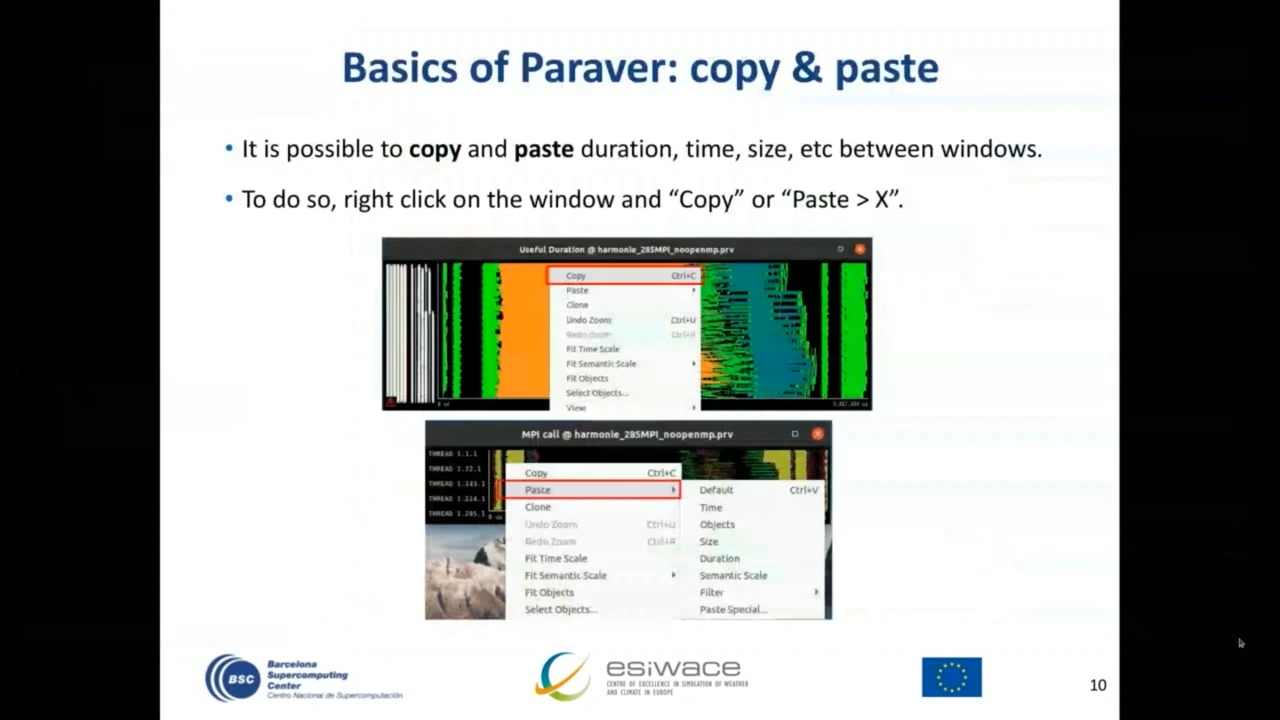 Basics of Paraver: copy & paste
• It is possible to copy and paste duration, time, size, etc between windows.
• To do so, right click on the window and “Copy” or “Paste > X”.
Useful Duration @ harmonie_285MPI_noopenmp.prv
Copy Ctrl+C
Paste
Clone
Undo Zoom Ctrl+U
Redo Zoom Ctrl+R
Fit Time Scale
Fit Semantic Scale
Fit Objects
Select Objects...
View
MPI call @ harmonie_285MPI_noopenmp.prv
THREAD 1.1.1
THREAD 1.72.1
THREAD 1.143.1
THREAD 1.214.1
THREAD 1.285.1
Copy Ctrl+C
Paste
Clone
Undo Zoom Ctrl+U
Redo Zoom Ctrl+R
Fit Time Scale
Fit Semantic Scale
Fit Objects
Select Objects...
Default Ctrl+V
Time
Objects
Size
Duration
Semantic Scale
Filter
Paste Special...
BSC
Barcelona
Supercomputing
Center
Centro Nacional de Supercomputación
esiwace
CENTRE OF EXCELLENCE IN SIMULATION OF WEATHER
AND CLIMATE IN EUROPE
10